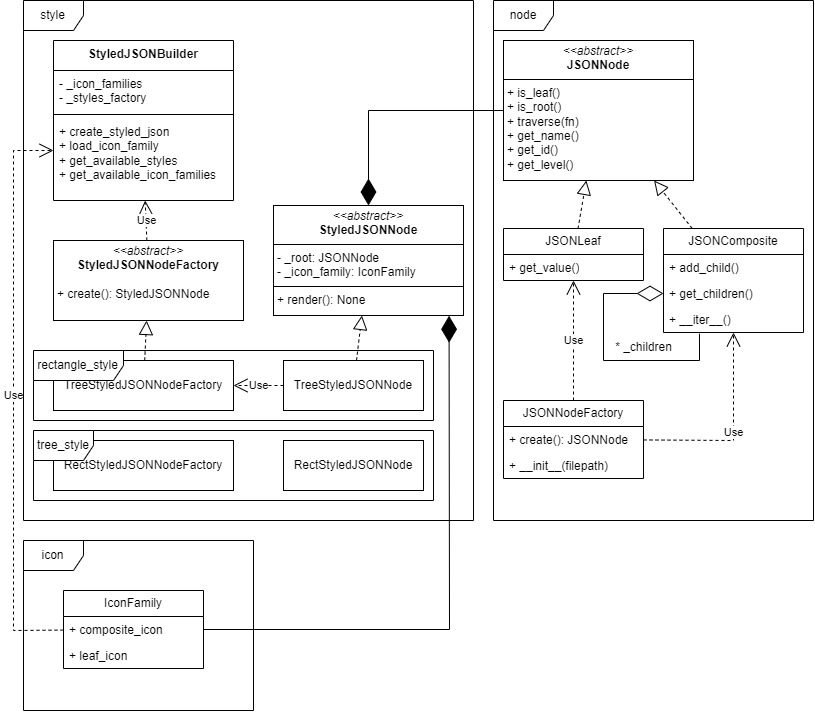 style
StyledJSONBuilder
- _icon_families
- _styles_factory
+ create_styled_json
+ load_icon_family
+ get_available_styles
+ get_available_icon_families
Use
<<abstract>>
StyledJSONNodeFactory
+ create(): StyledJSONNode
<<abstract>>
StyledJSONNode
- _root: JSONNode
- _icon_family: IconFamily
+ render(): None
rectangle_style
TreeStyledJSONNodeFactory
Use
TreeStyledJSONNode
Use
tree_style
RectStyledJSONNodeFactory
RectStyledJSONNode
node
<<abstract>>
JSONNode
+ is_leaf()
+ is_root()
+ traverse(fn)
+ get_name()
+ get_id()
+ get_level()
JSONLeaf
+ get_value()
JSONComposite
+ add_child()
+ get_children()
+ __iter__()
* _children
Use
JSONNodeFactory
+ create(): JSONNode
+ __init__(filepath)
Use
icon
IconFamily
+ composite_icon
+ leaf_icon